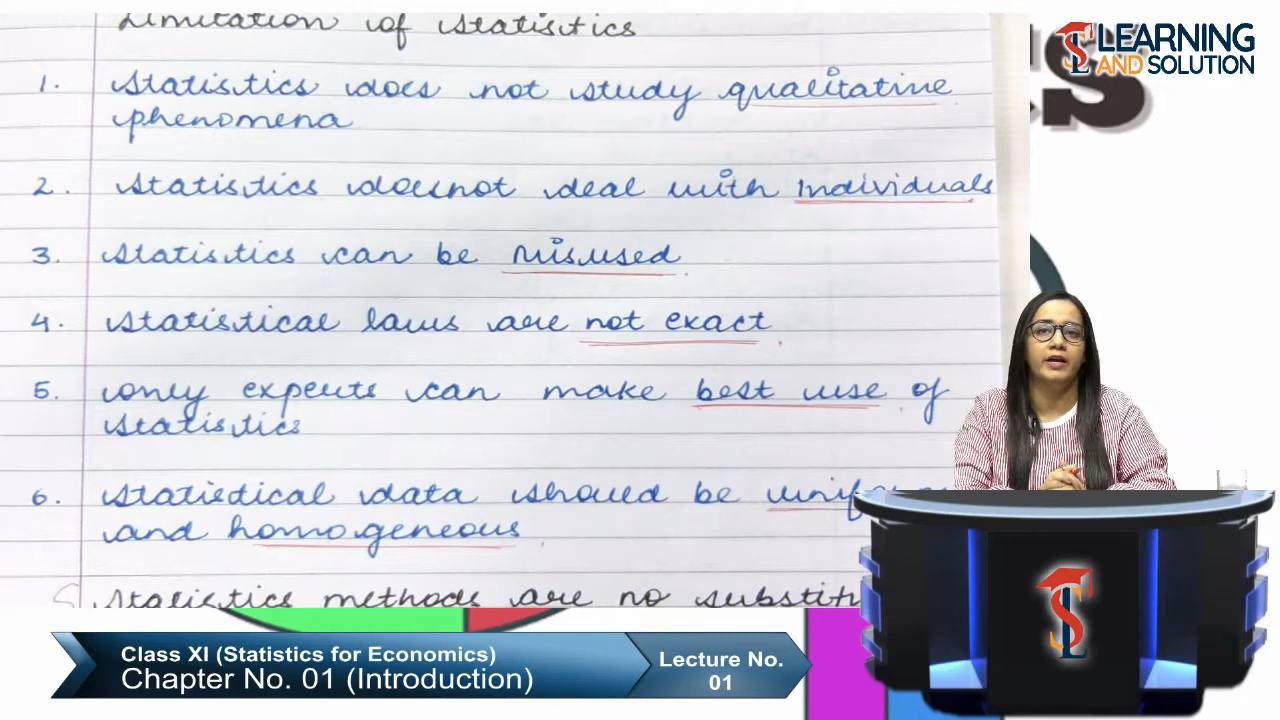 Limitation of Statistics
1. Statistics does not study qualitative
phenomena
2. Statistics doesnot deal with individuals
3. Statistics can be misused.
4. Statistical laws are not exact.
5. Only experts can make best use of
statistics
6. Statistical data should be
and homogeneous.
Statistics methods are no
LEARNING
AND SOLUTION
Class XI (Statistics for Economics)
Chapter No. 01 (Introduction)
Lecture No.
01